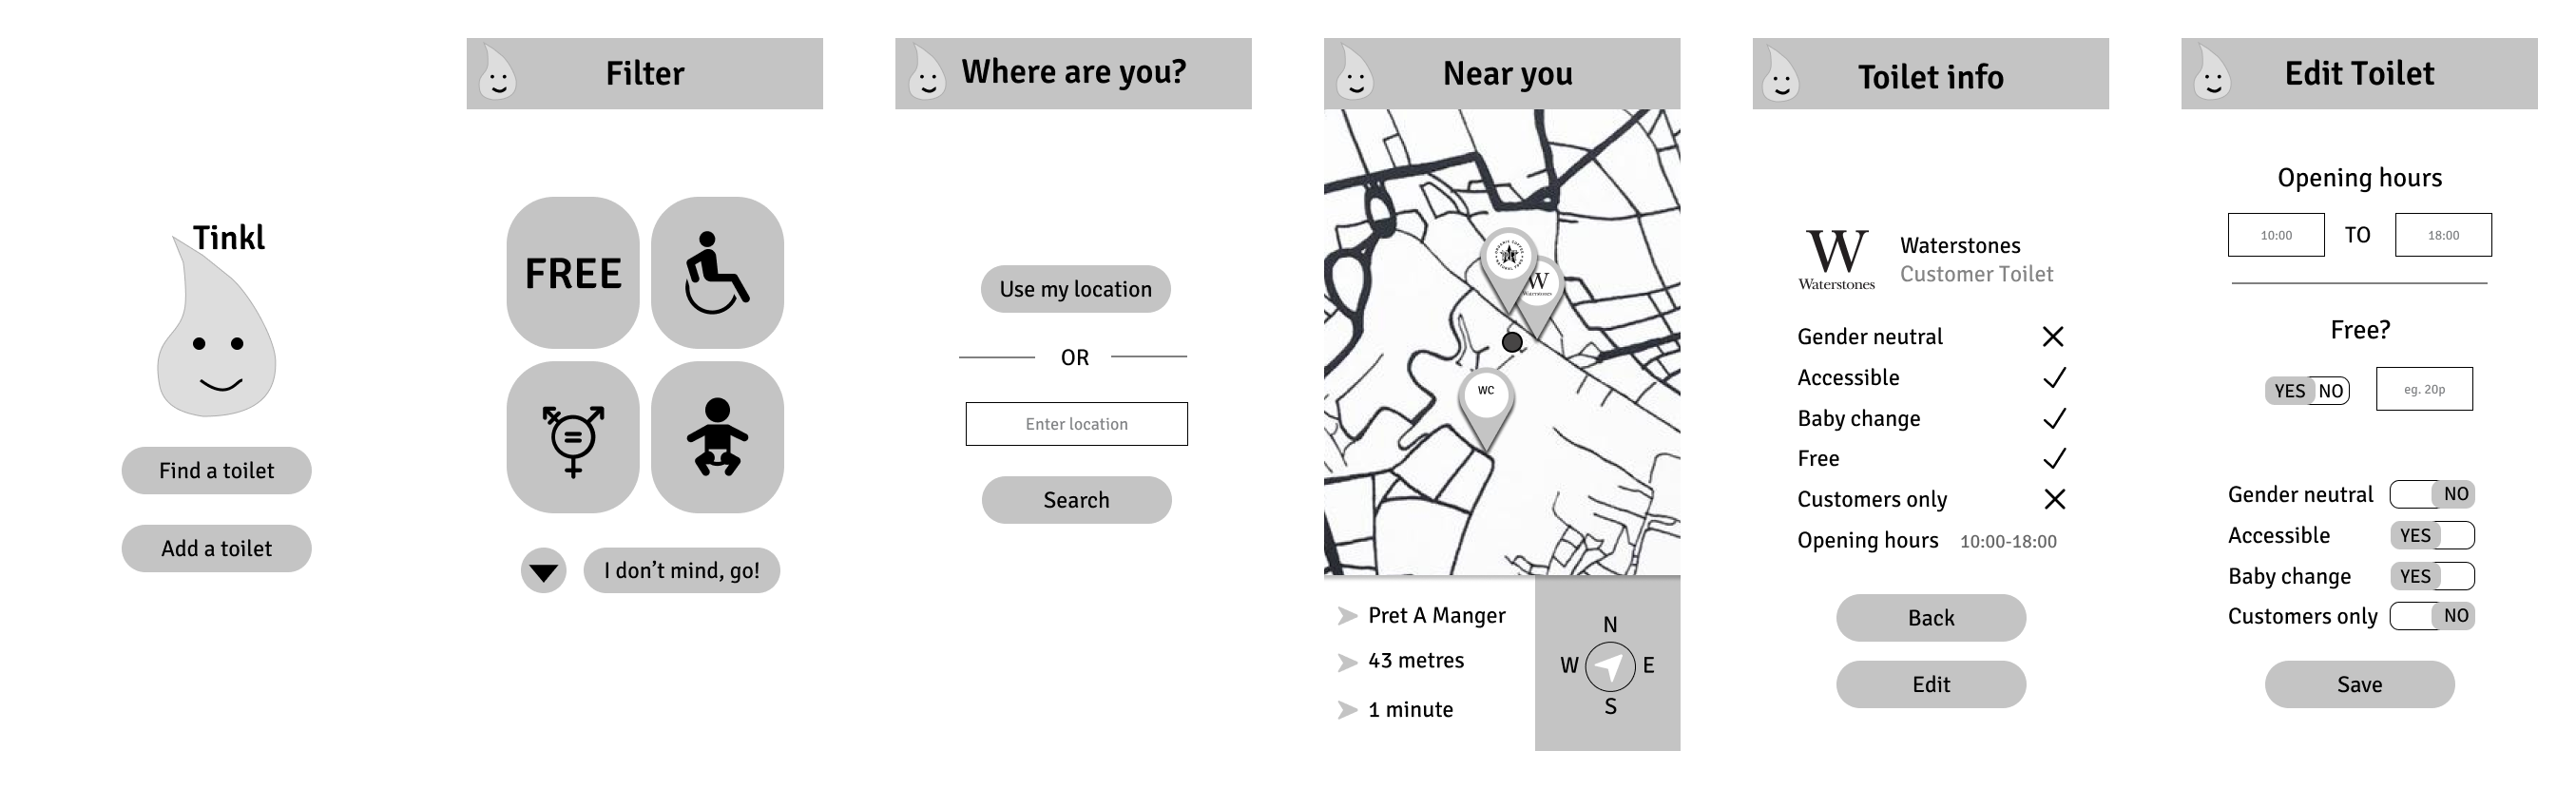 Tinkl
Find a toilet
Add a toilet
Filter
FREE
I don't mind, go!
Where are you?
Use my location
OR
Enter location
Search
Near you
W
Waterstones
WC
Pret A Manger
43 metres
1 minute
N
W E
S
Toilet info
W
Waterstones
Waterstones
Customer Toilet
Gender neutral
Accessible
Baby change
Free
Customers only
Opening hours 10:00-18:00
Back
Edit
Edit Toilet
Opening hours
10:00 TO 18:00
Free?
YES NO eg. 20p
Gender neutral NO
Accessible YES
Baby change YES
Customers only NO
Save